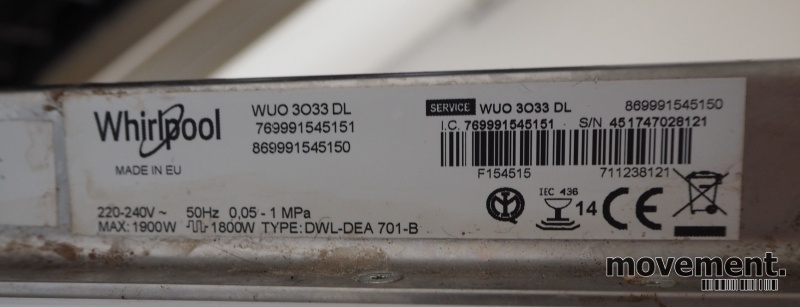 Whirlpool
MADE IN EU
WUO 3O33 DL
769991545151
869991545150
220-240V ~ 50Hz 0,05 - 1 MPa
MAX: 1900W 1800W TYPE: DWL-DEA 701-B
SERVICE WUO 3O33 DL 869991545150
I.C. 769991545151 S/N 451747028121
F154515 711238121
IEC 436
14 CE
movement.